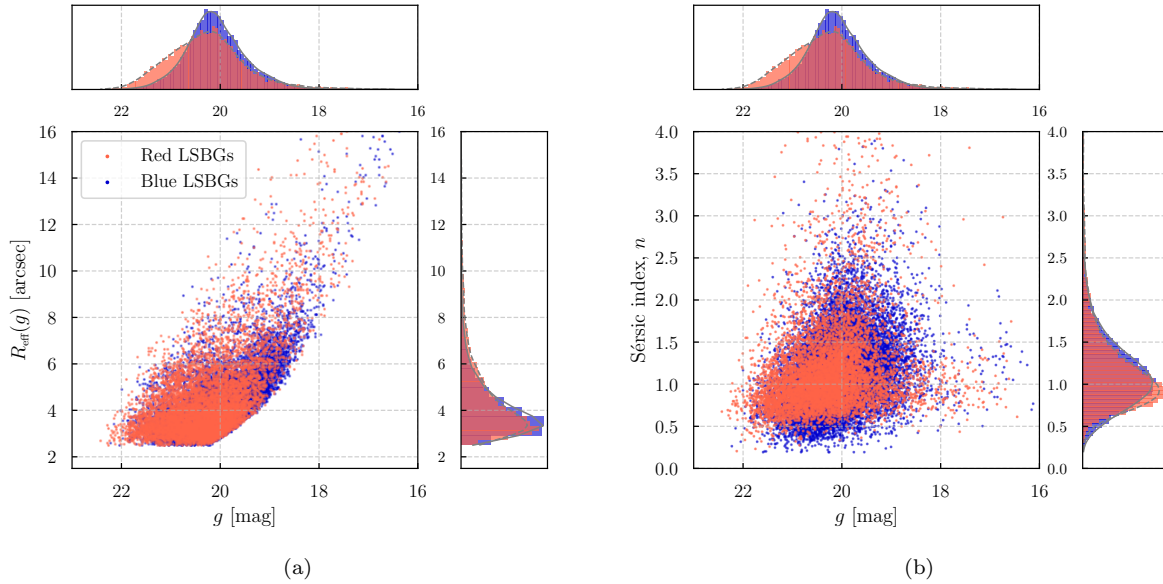 22 20 18 16
16
14
12
10
8
6
4
2
R_eff(g) [arcsec]
Red LSBGs
Blue LSBGs
22 20 18 16
g [mag]
16
14
12
10
8
6
4
2
(a)
22 20 18 16
4.0
3.5
3.0
2.5
2.0
1.5
1.0
0.5
0.0
Sérsic index, n
22 20 18 16
g [mag]
4.0
3.5
3.0
2.5
2.0
1.5
1.0
0.5
0.0
(b)